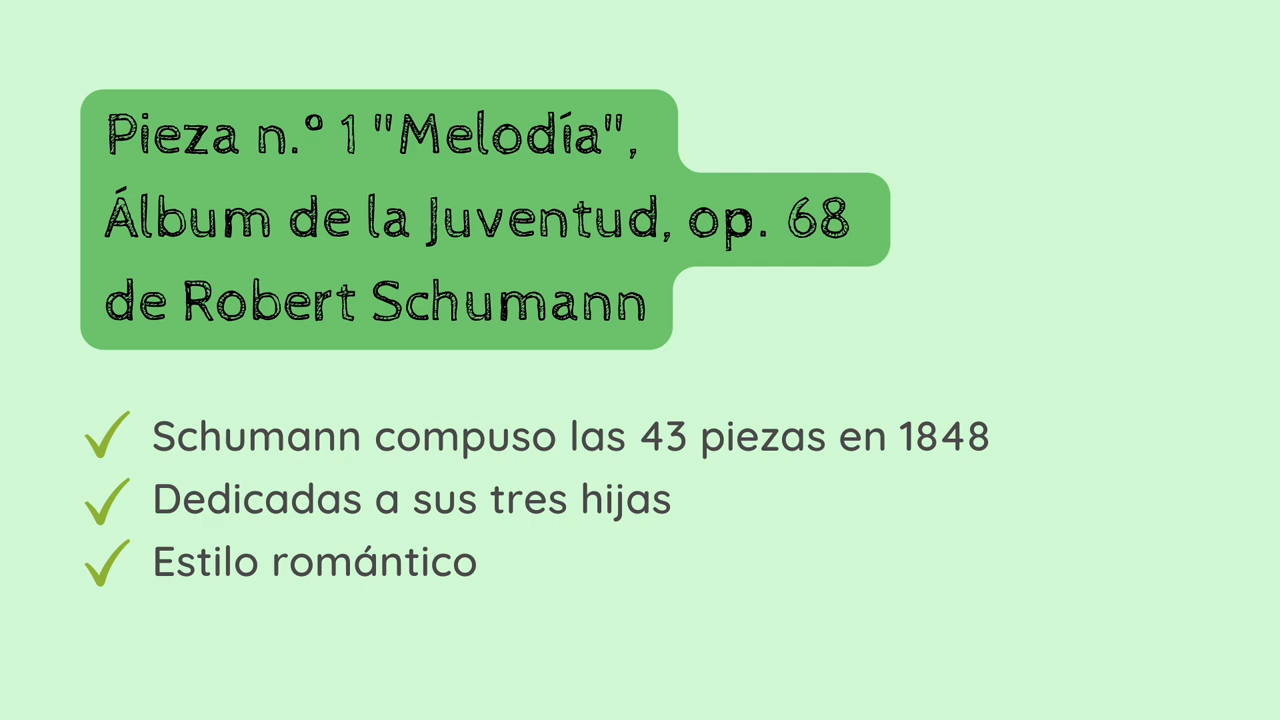 Pieza n.º 1 "Melodía",
Álbum de la Juventud, op. 68
de Robert Schumann
Schumann compuso las 43 piezas en 1848
Dedicadas a sus tres hijas
Estilo romántico